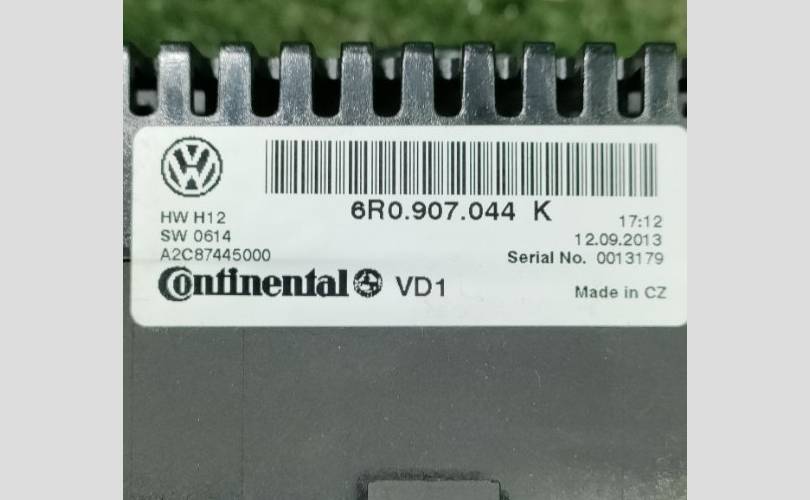 6R0.907.044 K
HW H12
SW 0614
A2C87445000
17:12
12.09.2013
Serial No. 0013179
Continental VD1
Made in CZ